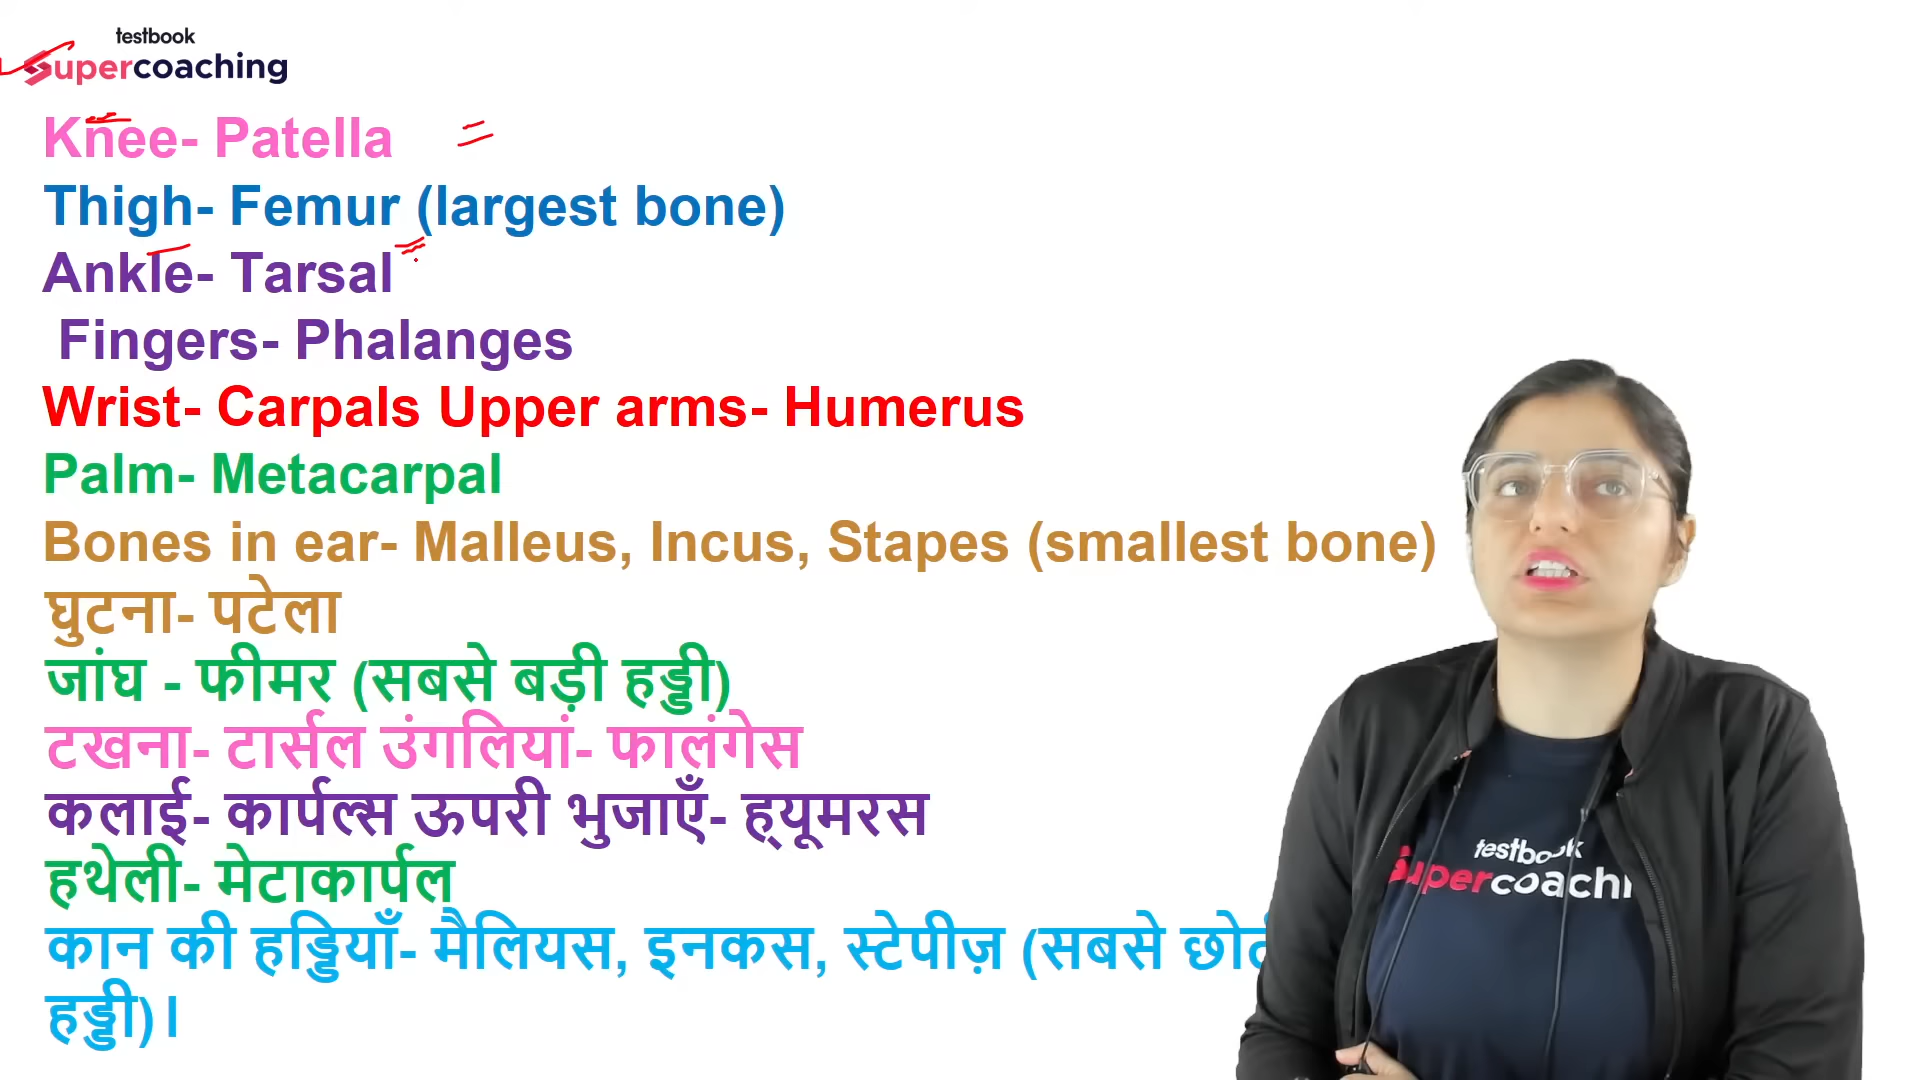 testbook
Supercoaching
Knee- Patella
Thigh- Femur (largest bone)
Ankle- Tarsal
Fingers- Phalanges
Wrist- Carpals Upper arms- Humerus
Palm- Metacarpal
Bones in ear- Malleus, Incus, Stapes (smallest bone)
घुटना- पटेला
जांघ - फीमर (सबसे बड़ी हड्डी)
टखना- टार्सल उंगलियां- फालंगेस
कलाई- कार्पल्स ऊपरी भुजाएँ- ह्यूमरस
हथेली- मेटाकार्पल
कान की हड्डियाँ- मैलियस, इनकस, स्टेपीज़ (सबसे
हड्डी)।
testbook
Supercoachi